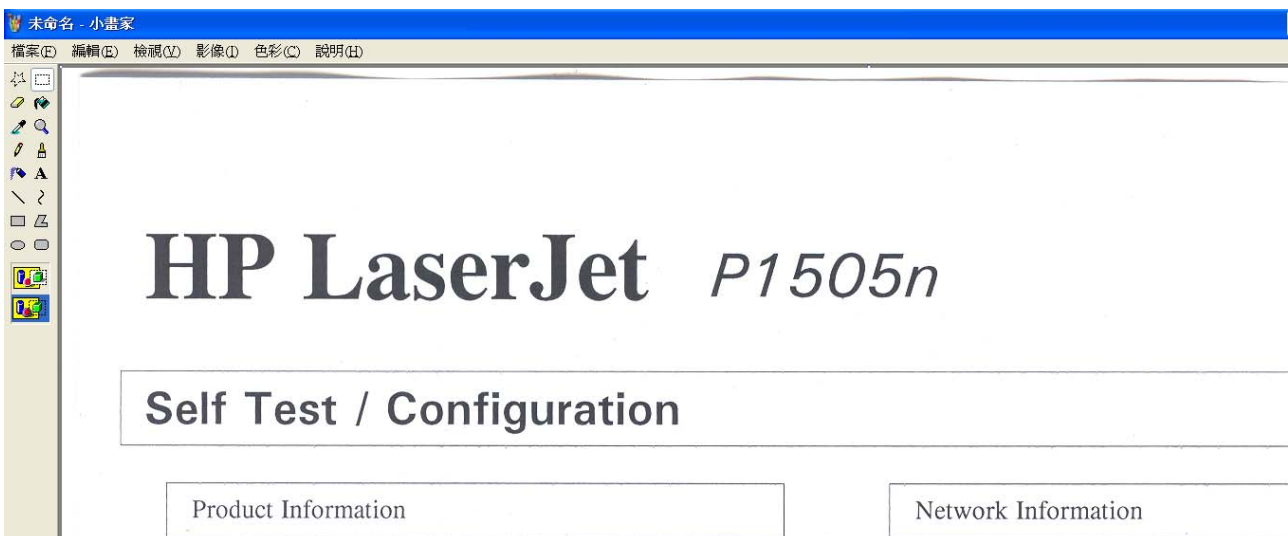 未命名 - 小畫家
檔案(F) 編輯(E) 檢視(V) 影像(I) 色彩(C) 說明(H)
A
HP LaserJet P1505n
Self Test / Configuration
Product Information
Network Information